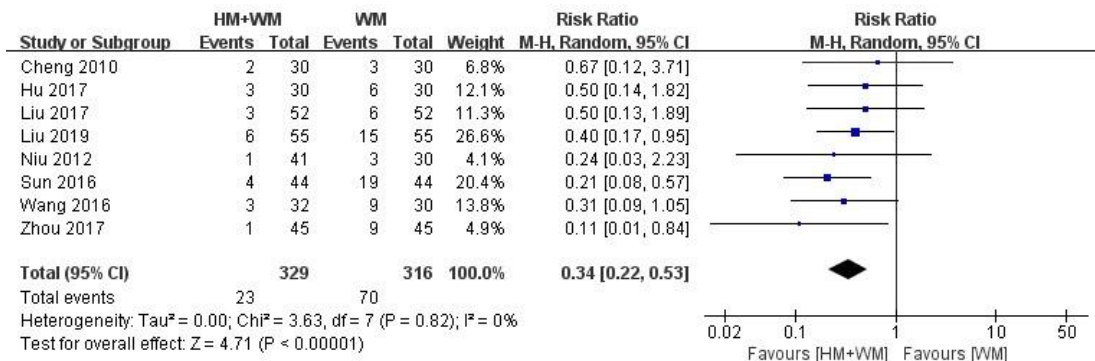 HM+WM WM Risk Ratio Risk Ratio
Study or Subgroup Events Total Events Total Weight M-H, Random, 95% CI M-H, Random, 95% CI
Cheng 2010 2 30 3 30 6.8% 0.67 [0.12, 3.71]
Hu 2017 3 30 6 30 12.1% 0.50 [0.14, 1.82]
Liu 2017 3 52 6 52 11.3% 0.50 [0.13, 1.89]
Liu 2019 6 55 15 55 26.6% 0.40 [0.17, 0.95]
Niu 2012 1 41 3 30 4.1% 0.24 [0.03, 2.23]
Sun 2016 4 44 19 44 20.4% 0.21 [0.08, 0.57]
Wang 2016 3 32 9 30 13.8% 0.31 [0.09, 1.05]
Zhou 2017 1 45 9 45 4.9% 0.11 [0.01, 0.84]
Total (95% CI) 329 316 100.0% 0.34 [0.22, 0.53]
Total events 23 70
Heterogeneity: Tau² = 0.00; Chi² = 3.63, df = 7 (P = 0.82); I² = 0%
Test for overall effect: Z = 4.71 (P < 0.00001)
0.02 0.1 1 10 50
Favours [HM+WM] Favours [WM]